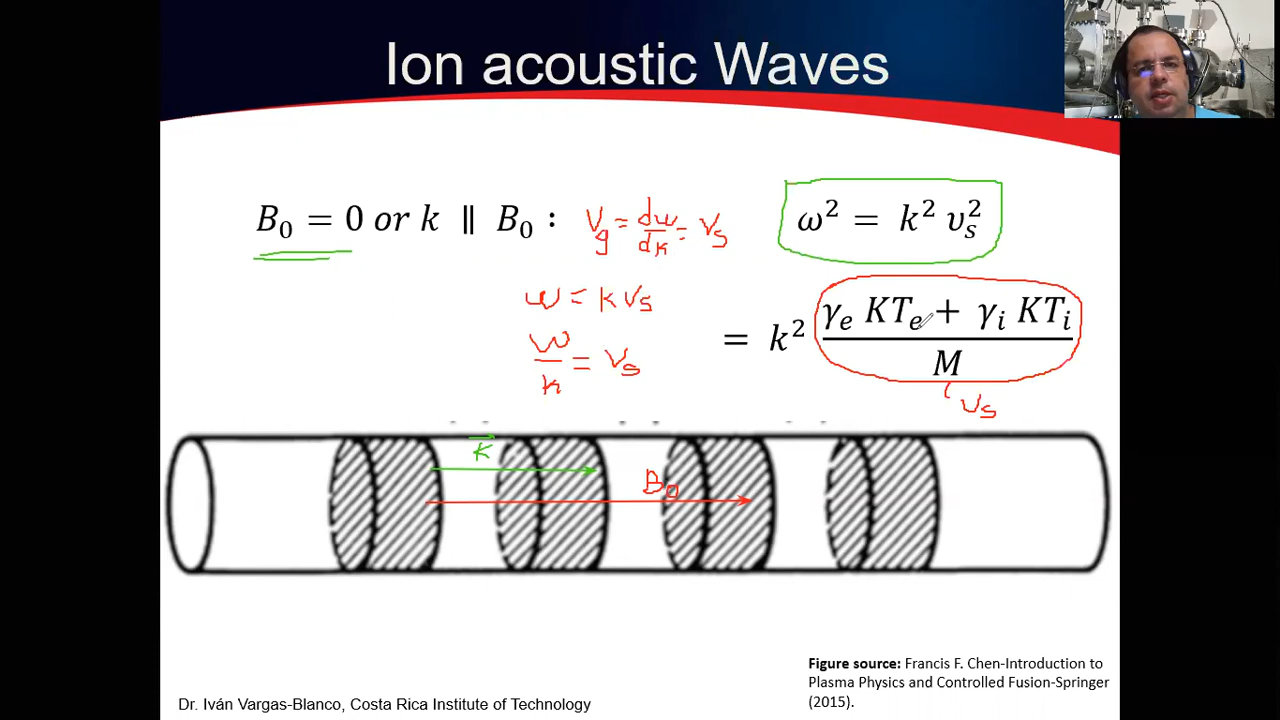 Ion acoustic Waves
B₀ = 0 or k ∥ B₀ :
Vg = dw/dk = Vs
ω² = k² υₛ²
w = k Vs
= k² (γₑ KTₑ + γᵢ KTᵢ)/M
w/k = Vs
Vs
k
B₀
Figure source: Francis F. Chen-Introduction to
Plasma Physics and Controlled Fusion-Springer
(2015).
Dr. Iván Vargas-Blanco, Costa Rica Institute of Technology